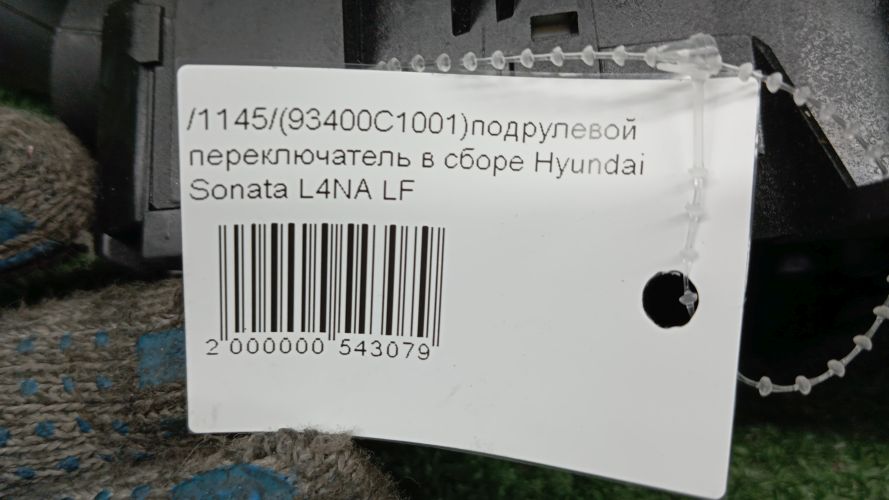 /1145/(93400C1001)подрулевой
переключатель в сборе Hyundai
Sonata L4NA LF
2 000000 543079